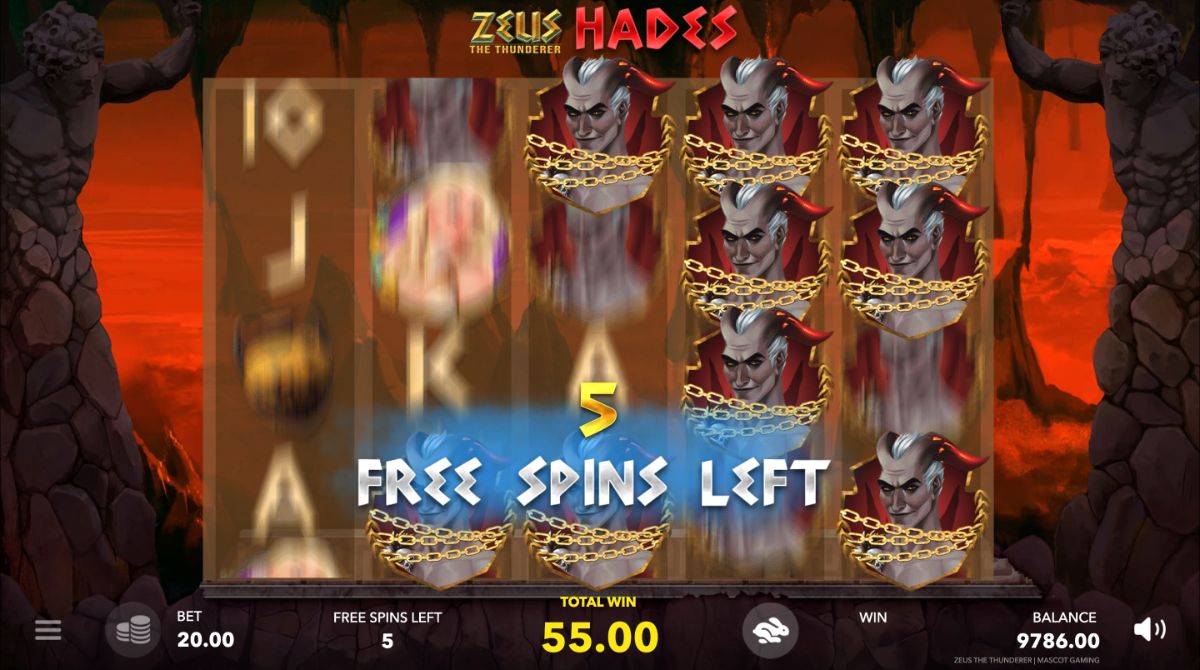 ZEUS HADES
THE THUNDERER
10
J
K
A
5
FREE SPINS LEFT
A
TOTAL WIN
BET
FREE SPINS LEFT
WIN
BALANCE
20.00
5
55.00
9786.00
ZEUS THE THUNDERER | MASCOT GAMING